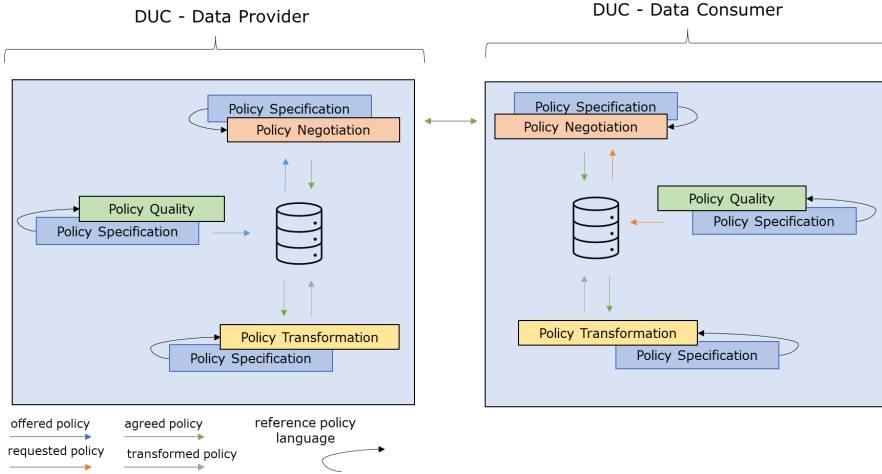 DUC - Data Provider
DUC - Data Consumer
Policy Specification
Policy Negotiation
Policy Quality
Policy Specification
Policy Transformation
Policy Specification
Policy Specification
Policy Negotiation
Policy Quality
Policy Specification
Policy Transformation
Policy Specification
offered policy
agreed policy
reference policy
language
requested policy
transformed policy